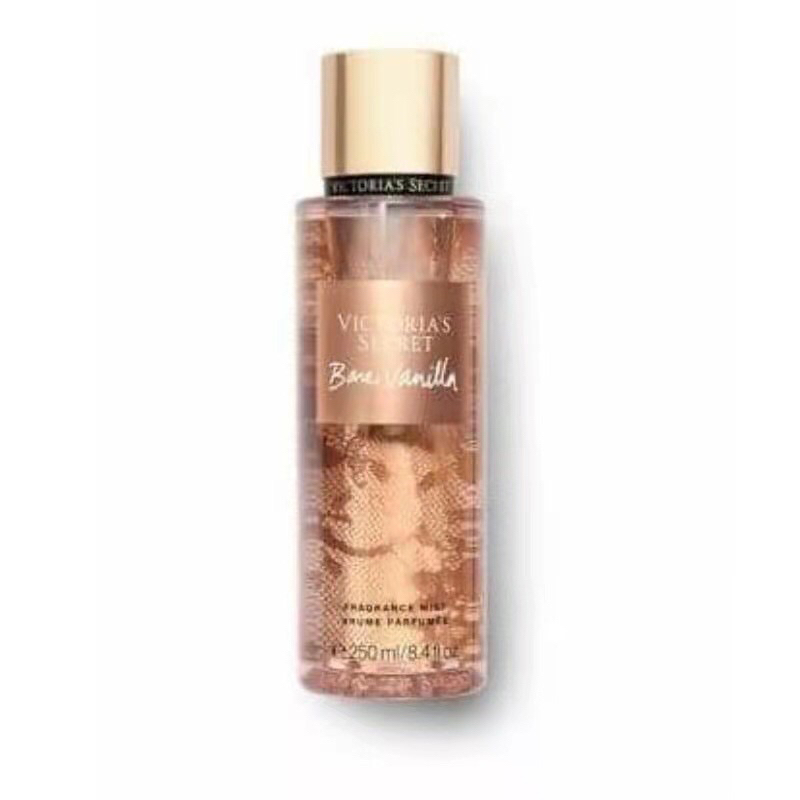 VICTORIA'S SECRET
VICTORIA'S
SECRET
Bare Vanilla
FRAGRANCE MIST
BRUME PARFUMÉE
e 250 ml/8.4 fl oz